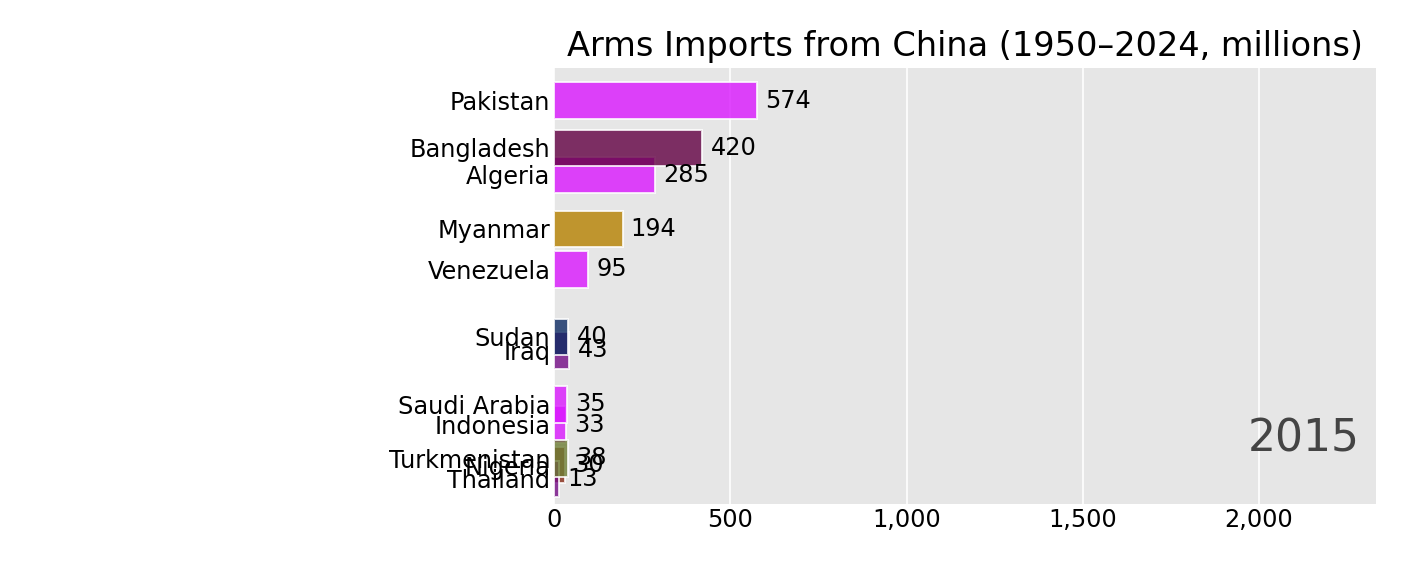 Arms Imports from China (1950–2024, millions)
Pakistan 574
Bangladesh 420
Algeria 285
Myanmar 194
Venezuela 95
Sudan 40
Iraq 43
Saudi Arabia 35
Indonesia 33
2015
Turkmenistan 38
Nigeria 30
Thailand 13
0 500 1,000 1,500 2,000